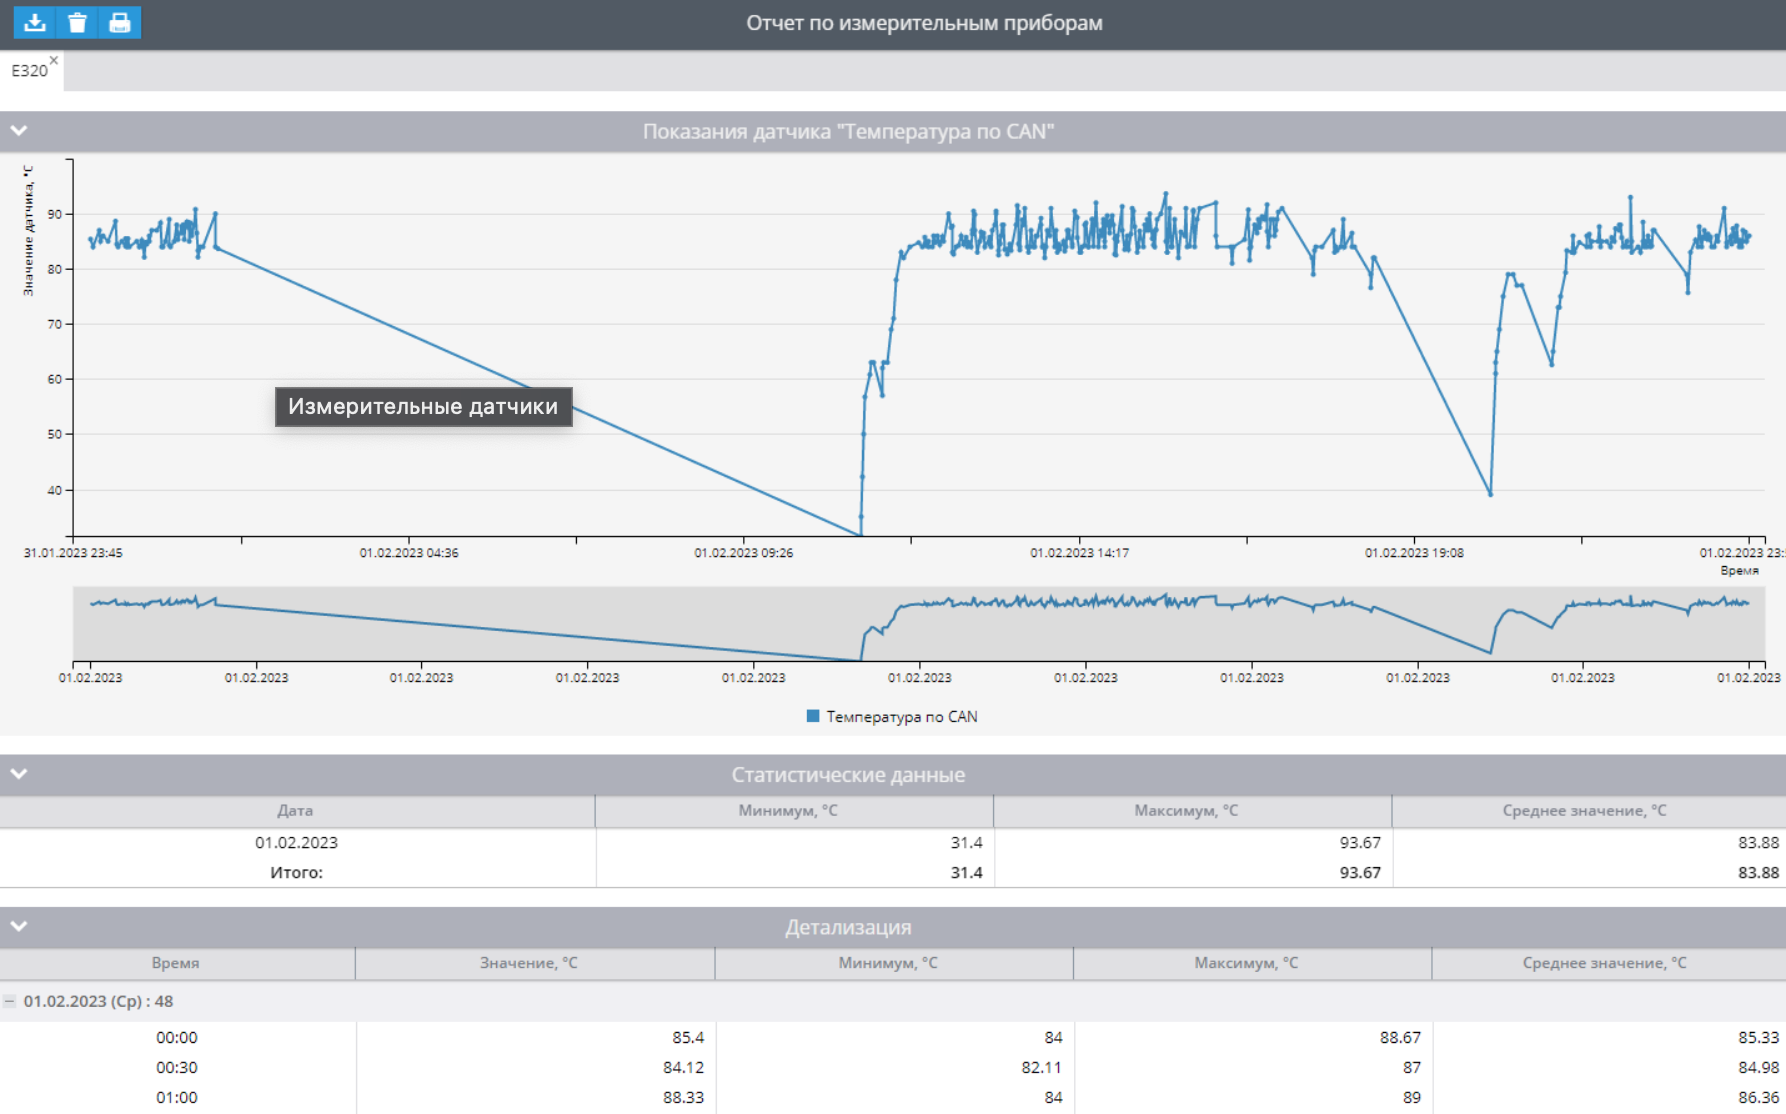 Отчет по измерительным приборам
E320
Показания датчика "Температура по CAN"
Значение датчика, °C
90
80
70
60
50
40
Измерительные датчики
31.01.2023 23:45 01.02.2023 04:36 01.02.2023 09:26 01.02.2023 14:17 01.02.2023 19:08 01.02.2023 23:
Время
01.02.2023 01.02.2023 01.02.2023 01.02.2023 01.02.2023 01.02.2023 01.02.2023 01.02.2023 01.02.2023 01.02.2023 01.02.2023
Температура по CAN
Статистические данные
Дата Минимум, °C Максимум, °C Среднее значение, °C
01.02.2023 31.4 93.67 83.88
Итого: 31.4 93.67 83.88
Детализация
Время Значение, °C Минимум, °C Максимум, °C Среднее значение, °C
01.02.2023 (Ср) : 48
00:00 85.4 84 88.67 85.33
00:30 84.12 82.11 87 84.98
01:00 88.33 84 89 86.36